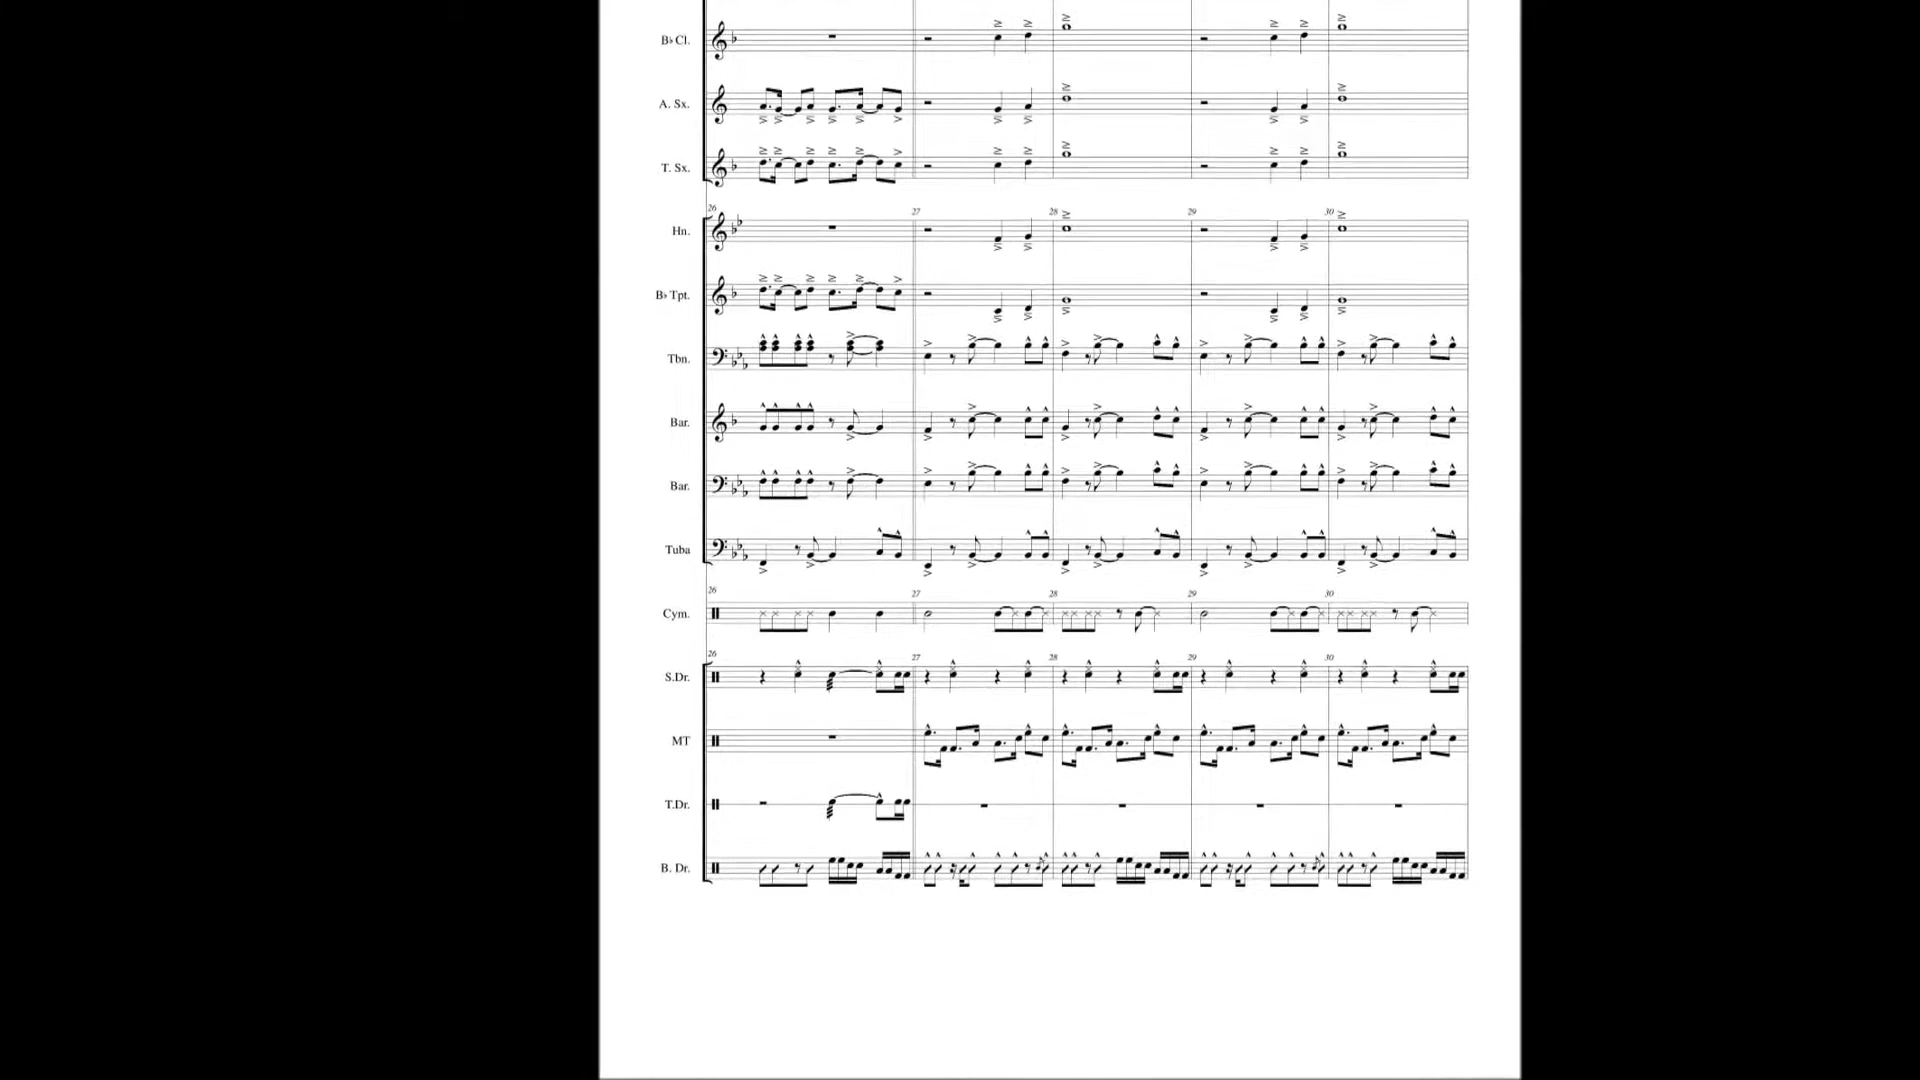 B♭ Cl.
A. Sx.
T. Sx.
26 27 28 29 30
Hn.
B♭ Tpt.
Tbn.
Bar.
Bar.
Tuba
26 27 28 29 30
Cym.
26 27 28 29 30
S.Dr.
MT
T.Dr.
B. Dr.